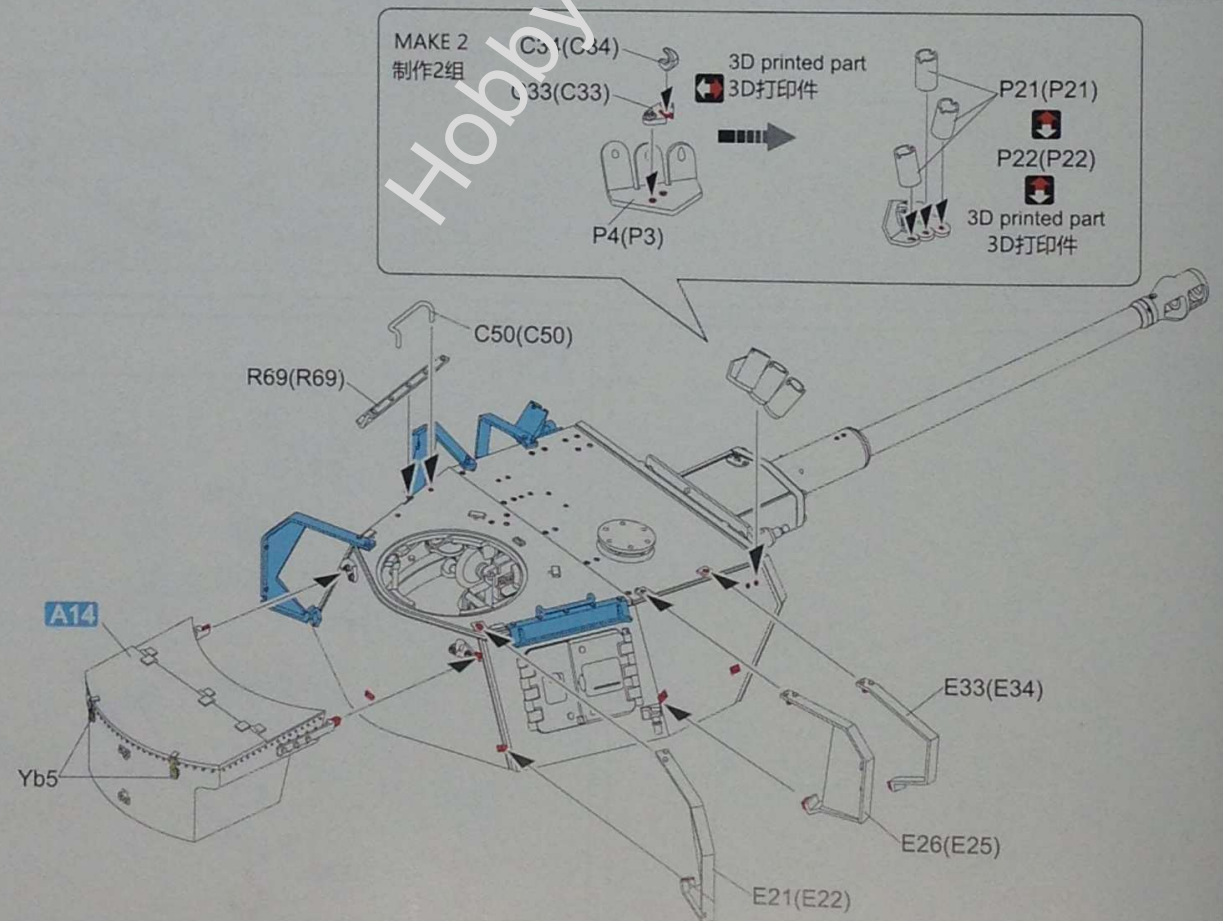 Hobby
MAKE 2
制作2组
C34(C34)
C33(C33)
3D printed part
3D打印件
P4(P3)
P21(P21)
P22(P22)
3D printed part
3D打印件
C50(C50)
R69(R69)
A14
Yb5
E33(E34)
E26(E25)
E21(E22)